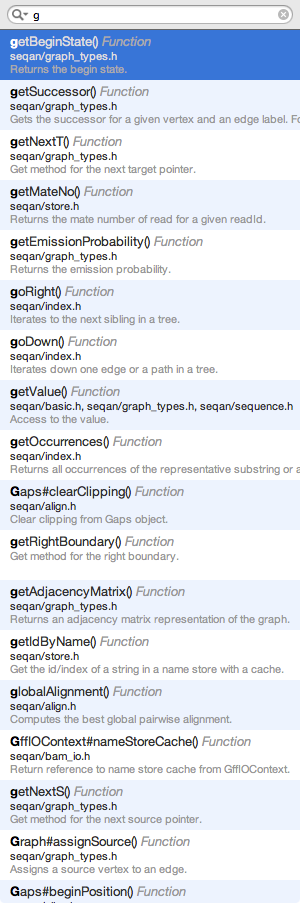 g
getBeginState() Function
seqan/graph_types.h
Returns the begin state.
getSuccessor() Function
seqan/graph_types.h
Gets the successor for a given vertex and an edge label. Fo
getNextT() Function
seqan/graph_types.h
Get method for the next target pointer.
getMateNo() Function
seqan/store.h
Returns the mate number of read for a given readId.
getEmissionProbability() Function
seqan/graph_types.h
Returns the emission probability.
goRight() Function
seqan/index.h
Iterates to the next sibling in a tree.
goDown() Function
seqan/index.h
Iterates down one edge or a path in a tree.
getValue() Function
seqan/basic.h, seqan/graph_types.h, seqan/sequence.h
Access to the value.
getOccurrences() Function
seqan/index.h
Returns all occurrences of the representative substring or a
Gaps#clearClipping() Function
seqan/align.h
Clear clipping from Gaps object.
getRightBoundary() Function
Get method for the right boundary.
getAdjacencyMatrix() Function
seqan/graph_types.h
Returns an adjacency matrix representation of the graph.
getIdByName() Function
seqan/store.h
Get the id/index of a string in a name store with a cache.
globalAlignment() Function
seqan/align.h
Computes the best global pairwise alignment.
GffIOContext#nameStoreCache() Function
seqan/bam_io.h
Return reference to name store cache from GffIOContext.
getNextS() Function
seqan/graph_types.h
Get method for the next source pointer.
Graph#assignSource() Function
seqan/graph_types.h
Assigns a source vertex to an edge.
Gaps#beginPosition() Function